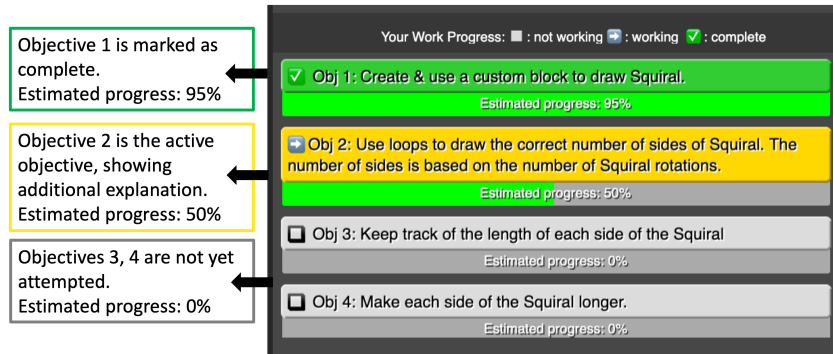 Objective 1 is marked as
complete.
Estimated progress: 95%
Objective 2 is the active
objective, showing
additional explanation.
Estimated progress: 50%
Objectives 3, 4 are not yet
attempted.
Estimated progress: 0%
Your Work Progress: : not working : working : complete
Obj 1: Create & use a custom block to draw Squiral.
Estimated progress: 95%
Obj 2: Use loops to draw the correct number of sides of Squiral. The
number of sides is based on the number of Squiral rotations.
Estimated progress: 50%
Obj 3: Keep track of the length of each side of the Squiral
Estimated progress: 0%
Obj 4: Make each side of the Squiral longer.
Estimated progress: 0%